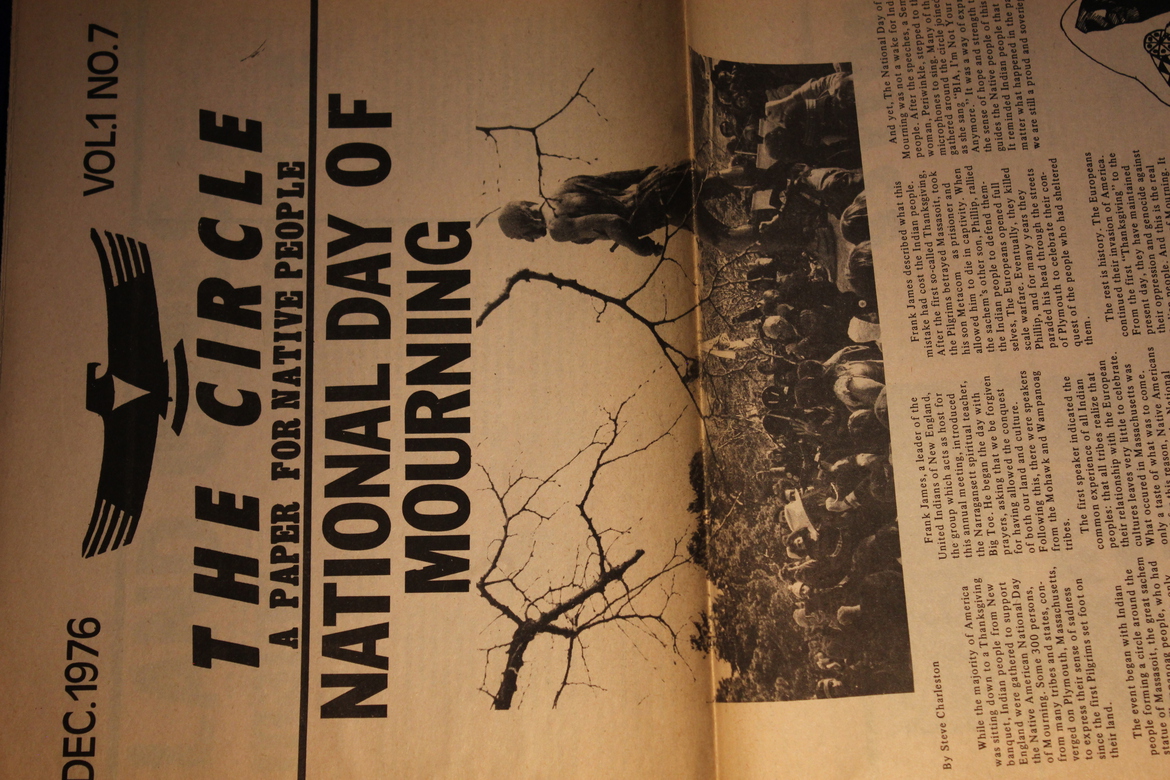 DEC.1976
VOL.1 NO.7
THE CIRCLE
A PAPER FOR NATIVE PEOPLE
NATIONAL DAY OF
MOURNING
By Steve Charleston
While the majority of America
was sitting down to a Thanksgiving
banquet, Indian people from New
England were gathered to support
the Native American National Day
of Mourning. Some 300 persons,
from many tribes and states, con-
verged on Plymouth, Massachusetts,
to express their sense of sadness
since the first Pilgrims set foot on
their land.
The event began with Indian
people forming a circle around the
statue of Massasoit, the great sachem
people, who had
only
Frank James, a leader of the
United Indians of New England,
the group which acts as host for
this annual meeting, introduced
the Narragansett spiritual teacher,
Big Toe. He began the day with
prayers, asking that we be forgiven
for having allowed the conquest
of both our land and culture.
Following this, there were speakers
from the Mohawk and Wampanoag
tribes.
The first speaker indicated the
common experience of all Indian
peoples: that all tribes realize that
their relationship with the European
cultures leaves very little to celebrate.
What occured in Massachusetts was
only a taste of what was to come.
this reason, Native Americans
National
Frank James described what this
mistake had cost the Indian people.
After the first so-called Thanksgiving,
the Pilgrims betrayed Massasoit, took
his son Metacom as prisoner and
allowed him to die in captivity. When
the sachem's other son, Phillip, rallied
the Indian people to defend them-
selves, The Europeans opened full
scale warfare. Eventually, they killed
Phillip, and for many years they
paraded his head through the streets
of Plymouth to celebrate their con-
quest of the people who had sheltered
them.
The rest is history. The Europeans
continued their invasion of America.
From the first "Thanksgiving" to the
present day, they have maintained
their oppression and genocide against
people. And this is the real
of Mourning. It
And yet, The National Day of
Mourning was not a wake for
people. After the speeches, a
woman, Periwinkle, stepped to
microphones to sing. Many of
gathered around the circle joined
as she sang "BIA, I'm Not Your
Anymore." It was a way of
the sense of hope and strength
guides the Native people of this
It reminded Indian people that
matter what happened in the
we are still a proud and